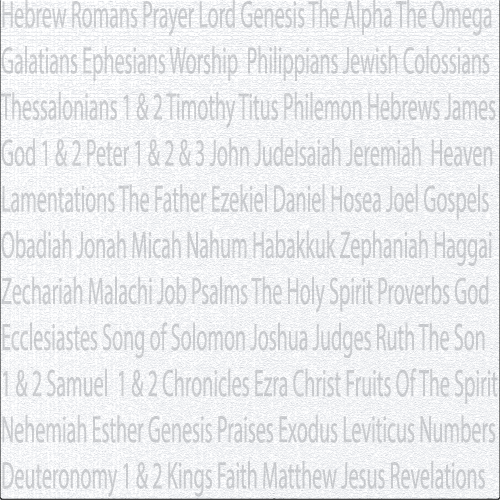 Hebrew Romans Prayer Lord Genesis The Alpha The Omega
Galatians Ephesians Worship Philippians Jewish Colossians
Thessalonians 1 & 2 Timothy Titus Philemon Hebrews James
God 1 & 2 Peter 1 & 2 & 3 John JudeIsaiah Jeremiah Heaven
Lamentations The Father Ezekiel Daniel Hosea Joel Gospels
Obadiah Jonah Micah Nahum Habakkuk Zephaniah Haggai
Zechariah Malachi Job Psalms The Holy Spirit Proverbs God
Ecclesiastes Song of Solomon Joshua Judges Ruth The Son
1 & 2 Samuel 1 & 2 Chronicles Ezra Christ Fruits Of The Spirit
Nehemiah Esther Genesis Praises Exodus Leviticus Numbers
Deuteronomy 1 & 2 Kings Faith Matthew Jesus Revelations